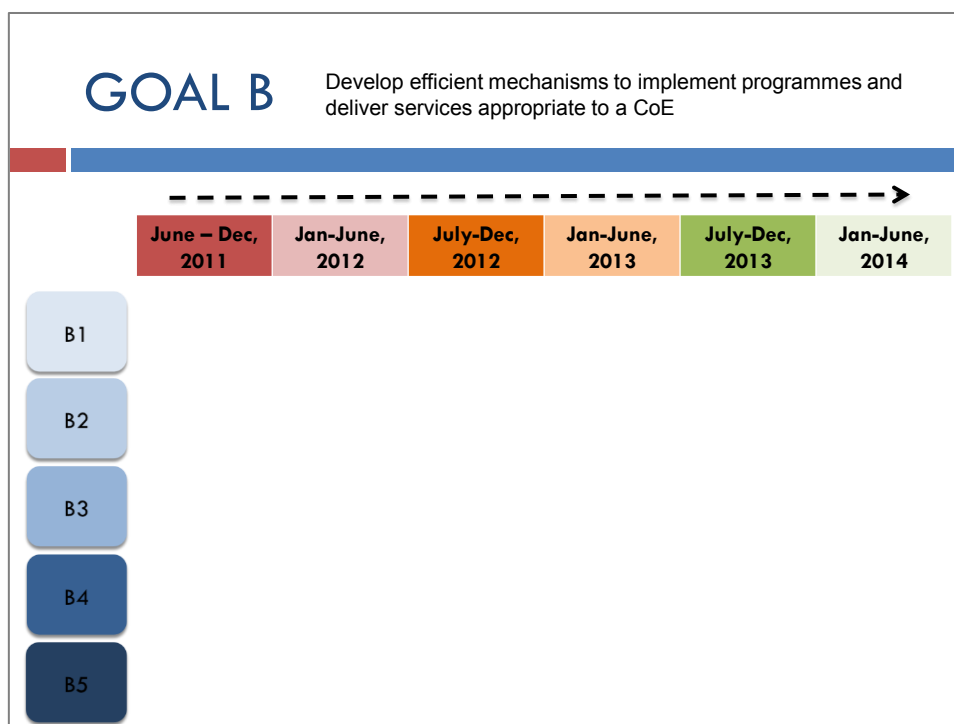 GOAL B
Develop efficient mechanisms to implement programmes and
deliver services appropriate to a CoE
June – Dec,
2011
Jan-June,
2012
July-Dec,
2012
Jan-June,
2013
July-Dec,
2013
Jan-June,
2014
B1
B2
B3
B4
B5